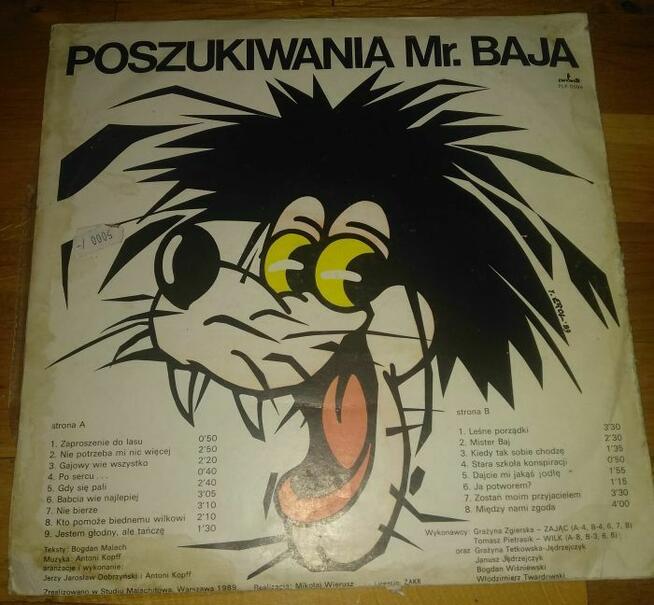 POSZUKIWANIA Mr. BAJA
5000 /-
T. EROL-89
strona A
1. Zaproszenie do lasu 0'50
2. Nie potrzeba mi nic więcej 2'50
3. Gajowy wie wszystko 2'20
4. Po sercu . . . 0'40
5. Gdy się pali 2'40
6. Babcia wie najlepiej 3'05
7. Nie bierze 3'10
8. Kto pomoże biednemu wilkowi 2'10
9. Jestem głodny, ale tańczę 1'30
Teksty: Bogdan Malach
Muzyka: Antoni Kopff
aranżacje i wykonanie:
Jerzy Jarosław Dobrzyński i Antoni Kopff
Zrealizowano w Studiu Malachitowa, Warszawa 1989 Realizacja: Mikołaj Wierusz ZAKR
strona B
1. Leśne porządki 3'30
2. Mister Baj 2'30
3. Kiedy tak sobie chodzę 1'35
4. Stara szkoła konspiracji 0'50
5. Dajcie mi jakąś jodłę 1'55
6. Ja potworem? 1'15
7. Zostań moim przyjacielem 3'30
8. Między nami zgoda 4'00
Wykonawcy: Grażyna Zgierska – ZAJĄC (A-4, B-4, 6, 7, 8)
Tomasz Pietrasik – WILK (A-8, B-3, 6, 8)
oraz Grażyna Tetkowska-Jędrzejczyk
Janusz Jędrzejczyk
Bogdan Wiśniewski
Włodzimierz Twardowski